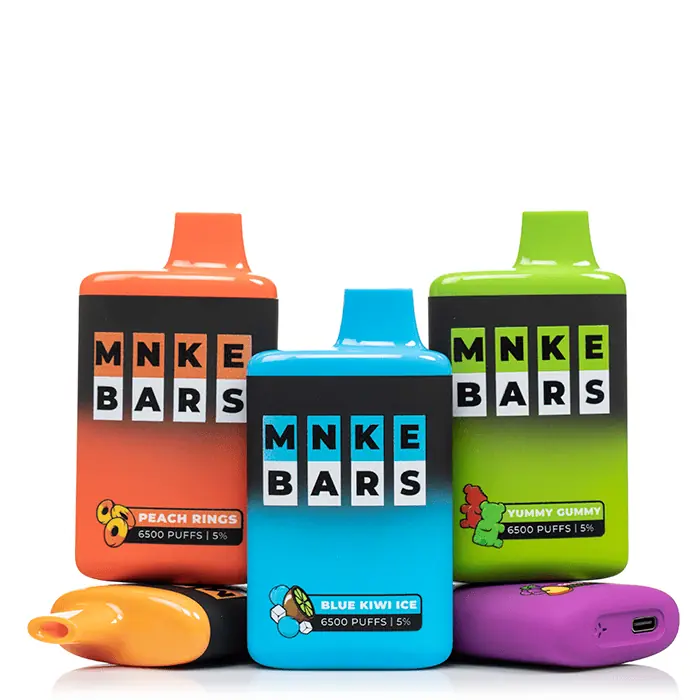 MNKE
BARS
PEACH RINGS
6500 PUFFS | 5%
MNKE
BARS
BLUE KIWI ICE
6500 PUFFS | 5%
MNKE
BARS
YUMMY GUMMY
6500 PUFFS | 5%